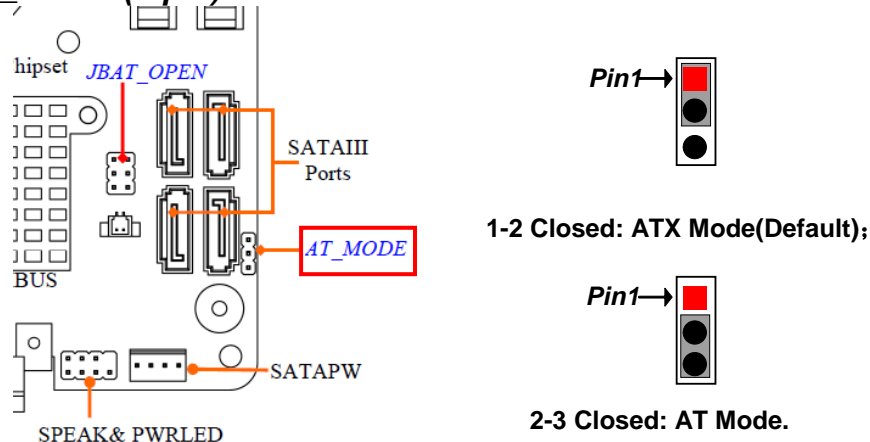 hipset
JBAT_OPEN
SATAIII
Ports
AT_MODE
BUS
SATAPW
SPEAK& PWRLED
Pin1
1-2 Closed: ATX Mode(Default);
Pin1
2-3 Closed: AT Mode.